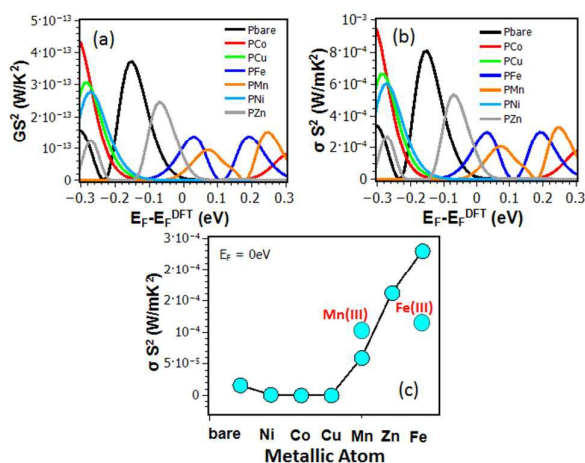 5·10⁻¹³
4·10⁻¹³
3·10⁻¹³
2·10⁻¹³
1·10⁻¹³
0
GS² (W/K²)
(a)
Pbare
PCo
PCu
PFe
PMn
PNi
PZn
−0.3 −0.2 −0.1 0 0.1 0.2 0.3
E_F-E_F^DFT (eV)
10⁻³
8·10⁻⁴
6·10⁻⁴
4·10⁻⁴
2·10⁻⁴
0
σ S² (W/mK²)
(b)
Pbare
PCo
PCu
PFe
PMn
PNi
PZn
−0.3 −0.2 −0.1 0 0.1 0.2 0.3
E_F-E_F^DFT (eV)
3·10⁻⁴
2·10⁻⁴
2·10⁻⁴
1·10⁻⁴
5·10⁻⁵
0
σ S² (W/mK²)
E_F = 0eV
Mn(III)
Fe(III)
(c)
bare Ni Co Cu Mn Zn Fe
Metallic Atom